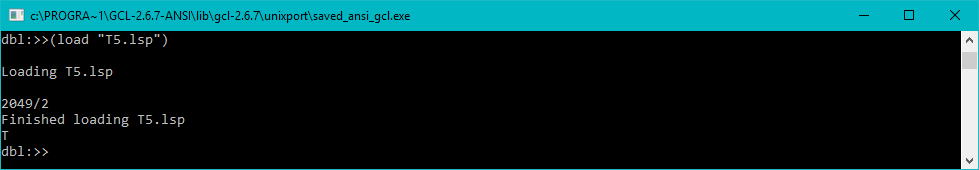 c:\PROGRA~1\GCL-2.6.7-ANSI\lib\gcl-2.6.7\unixport\saved_ansi_gcl.exe
dbl:>>(load "T5.lsp")
Loading T5.lsp
2049/2
Finished loading T5.lsp
T
dbl:>>